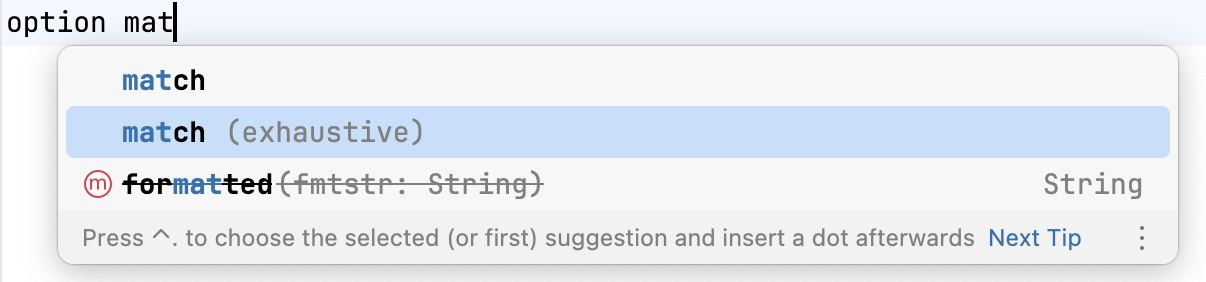 option mat
match
match (exhaustive)
m formatted(fmtstr: String) String
Press ^. to choose the selected (or first) suggestion and insert a dot afterwards Next Tip